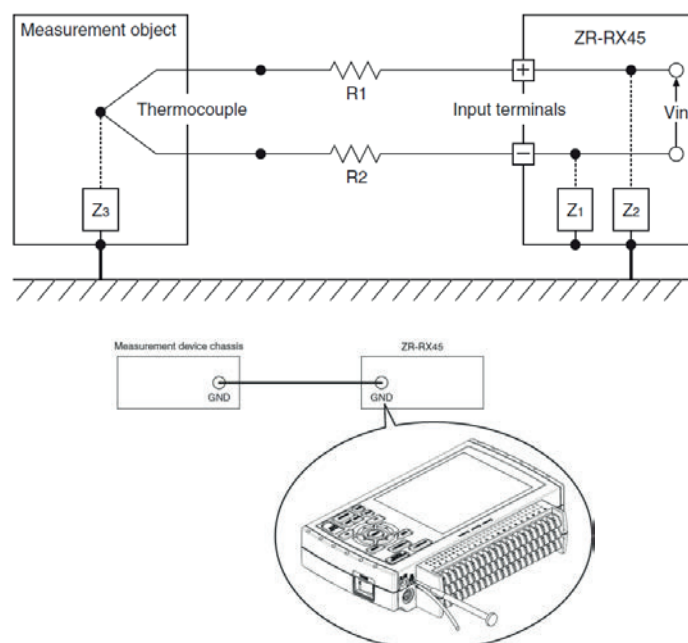 Measurement object
ZR-RX45
R1
Thermocouple
Input terminals
Vin
R2
Z3
Z1
Z2
+
−
Measurement device chassis
ZR-RX45
GND
GND